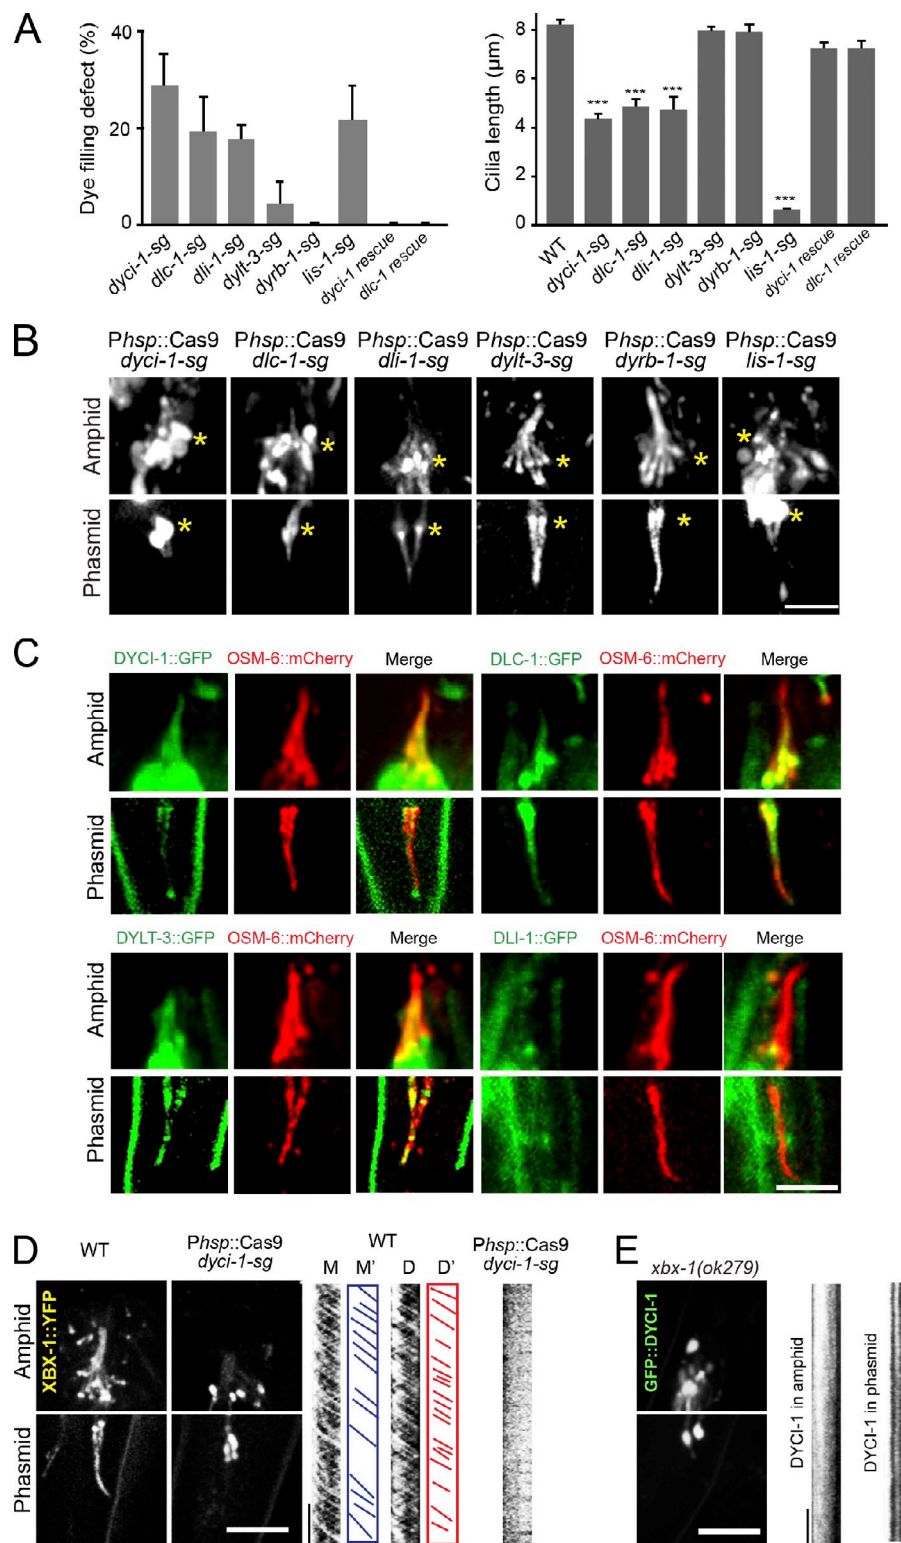 A
Dye filling defect (%)
40
20
0
dyci-1-sg
dlc-1-sg
dli-1-sg
dylt-3-sg
dyrb-1-sg
lis-1-sg
dyci-1 rescue
dlc-1 rescue
Cilia length (µm)
8
6
4
2
0
***
***
***
***
WT
dyci-1-sg
dlc-1-sg
dli-1-sg
dylt-3-sg
dyrb-1-sg
lis-1-sg
dyci-1 rescue
dlc-1 rescue
B
Phsp::Cas9 Phsp::Cas9 Phsp::Cas9 Phsp::Cas9 Phsp::Cas9 Phsp::Cas9
dyci-1-sg dlc-1-sg dli-1-sg dylt-3-sg dyrb-1-sg lis-1-sg
Amphid
* * * * * *
Phasmid
* * * * * *
C
DYCI-1::GFP OSM-6::mCherry Merge DLC-1::GFP OSM-6::mCherry Merge
Amphid
Phasmid
DYLT-3::GFP OSM-6::mCherry Merge DLI-1::GFP OSM-6::mCherry Merge
Amphid
Phasmid
D
WT
Phsp::Cas9
dyci-1-sg
WT
M M' D D'
Phsp::Cas9
dyci-1-sg
XBX-1::YFP
Amphid
Phasmid
E
xbx-1(ok279)
GFP::DYCI-1
DYCI-1 in amphid
DYCI-1 in phasmid